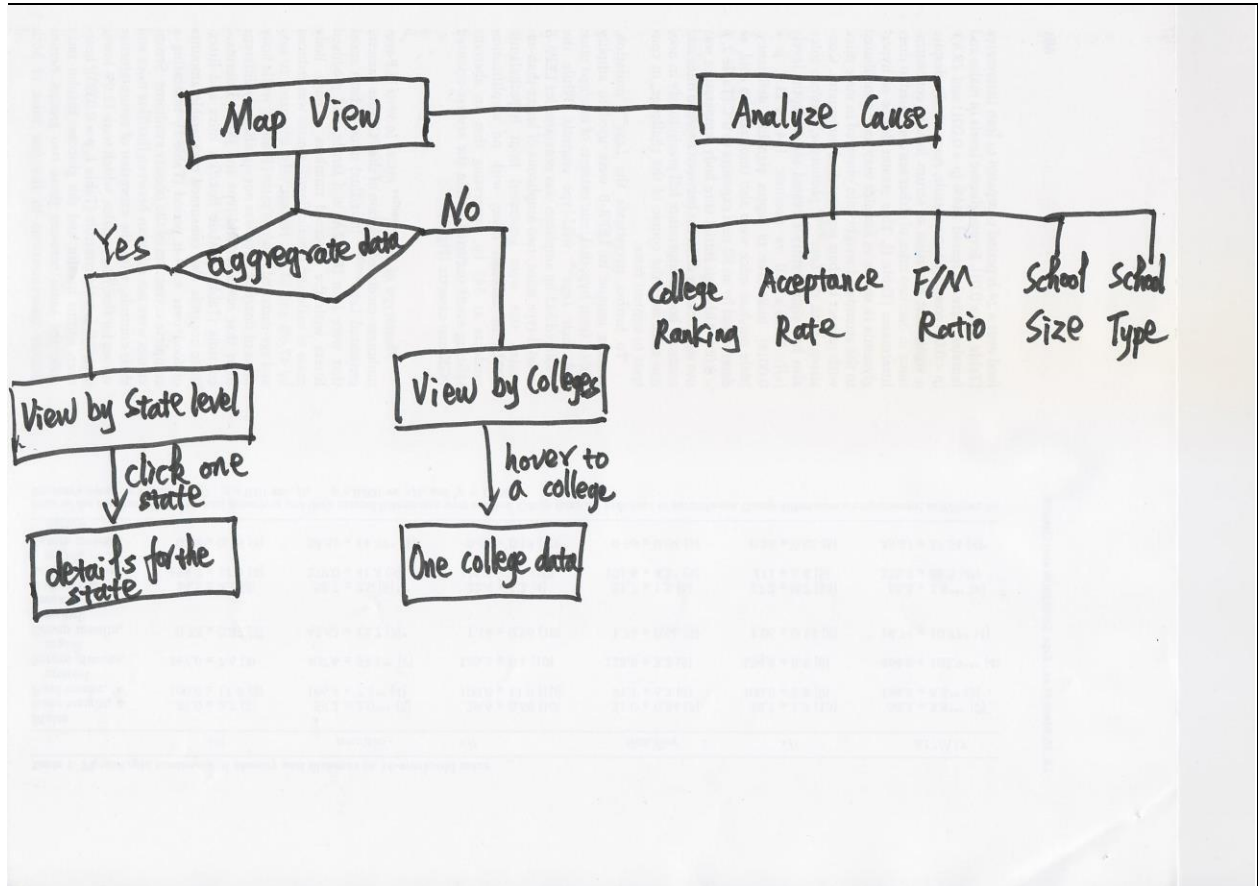 Map View
Analyze Cause
Yes
aggregrate data
No
College
Ranking
Acceptance
Rate
F/M
Ratio
School
Size
School
Type
View by State level
View by Colleges
click one
state
hover to
a college
details for the
state
One college data